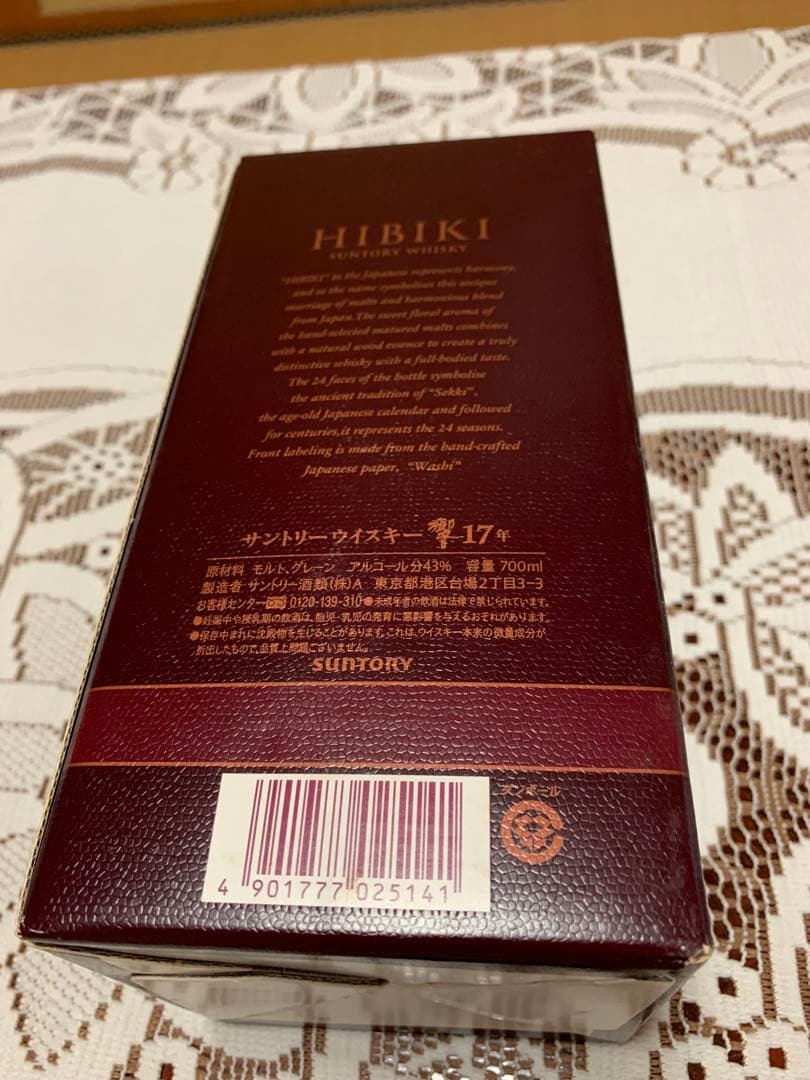 HIBIKI
SUNTORY WHISKY
"HIBIKI" to the Japanese represents harmony,
and so the name symbolises this unique
marriage of malts and harmonious blend
from Japan.The sweet floral aroma of
the hand-selected matured malts combines
with a natural wood essence to create a truly
distinctive whisky with a full-bodied taste.
The 24 faces of the bottle symbolise
the ancient tradition of "Sekki",
the age-old Japanese calendar and followed
for centuries,it represents the 24 seasons.
Front labeling is made from the hand-crafted
Japanese paper, "Washi"
サントリーウイスキー 響 17年
原材料 モルト、グレーン アルコール分43% 容量 700ml
製造者 サントリー酒類(株)A 東京都港区台場2丁目3-3
お客様センター 0120-139-310●未成年者の飲酒は法律で禁じられています。
●妊娠中や授乳期の飲酒は、胎児・乳児の発育に悪影響を与えるおそれがあります。
●保存中まれに沈殿物を生じることがあります。これは、ウイスキー本来の微量成分が
折出したもので、品質上問題ございません。
SUNTORY
ダンボール
4 901777 025141